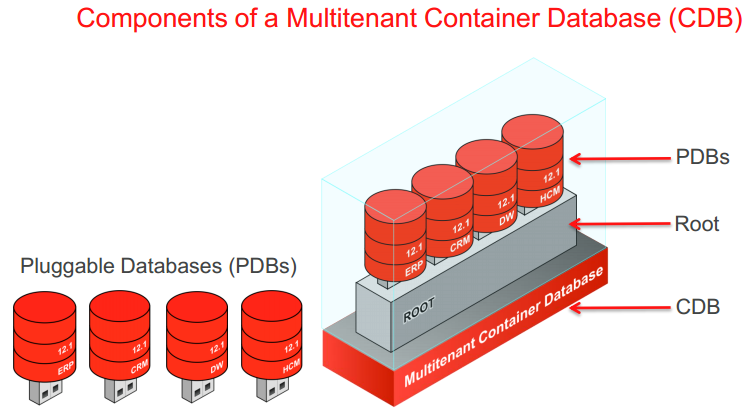 Components of a Multitenant Container Database (CDB)
PDBs
Root
CDB
12.1
HCM
12.1
DW
12.1
CRM
12.1
ERP
ROOT
Multitenant Container Database
Pluggable Databases (PDBs)
12.1
ERP
12.1
CRM
12.1
DW
12.1
HCM